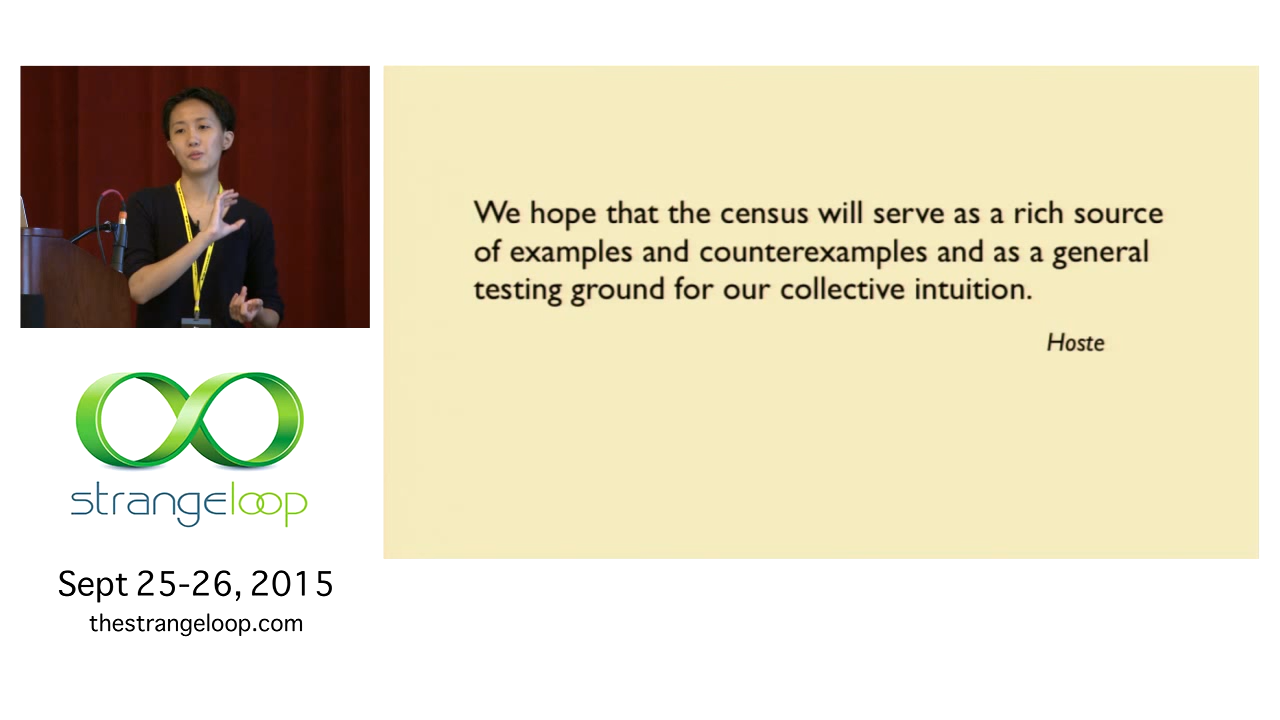 We hope that the census will serve as a rich source
of examples and counterexamples and as a general
testing ground for our collective intuition.
Hoste
strangeloop
Sept 25-26, 2015
thestrangeloop.com